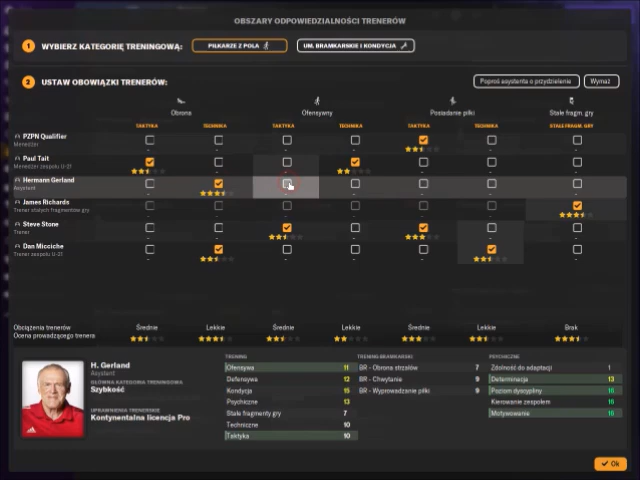 OBSZARY ODPOWIEDZIALNOŚCI TRENERÓW
1 WYBIERZ KATEGORIĘ TRENINGOWĄ: PIŁKARZE Z POLA UM. BRAMKARSKIE I KONDYCJA
2 USTAW OBOWIĄZKI TRENERÓW: Poproś asystenta o przydzielenie Wymaż
Obrona Ofensywny Posiadanie piłki Stałe fragm. gry
TAKTYKA TECHNIKA TAKTYKA TECHNIKA TAKTYKA TECHNIKA STAŁE FRAGM. GRY
PZPN Qualifier
Menedżer
Paul Tait
Menedżer zespołu U-21
Hermann Gerland
Asystent
James Richards
Trener stałych fragmentów gry
Steve Stone
Trener
Dan Micciche
Trener zespołu U-21
Obciążenia trenerów Średnie Lekkie Średnie Lekkie Średnie Lekkie Brak
Ocena prowadzącego trenera
H. Gerland
Asystent
GŁÓWNA KATEGORIA TRENINGOWA
Szybkość
UPRAWNIENIA TRENERSKIE
Kontynentalna licencja Pro
TRENING
Ofensywa 11
Defensywa 12
Kondycja 15
Psychiczne 13
Stałe fragmenty gry 7
Techniczne 10
Taktyka 10
TRENING BRAMKARSKI
BR - Obrona strzałów 7
BR - Chwytanie 9
BR - Wyprowadzanie piłki 9
PSYCHICZNE
Zdolność do adaptacji 1
Determinacja 13
Poziom dyscypliny 16
Kierowanie zespołem 16
Motywowanie 16
Ok